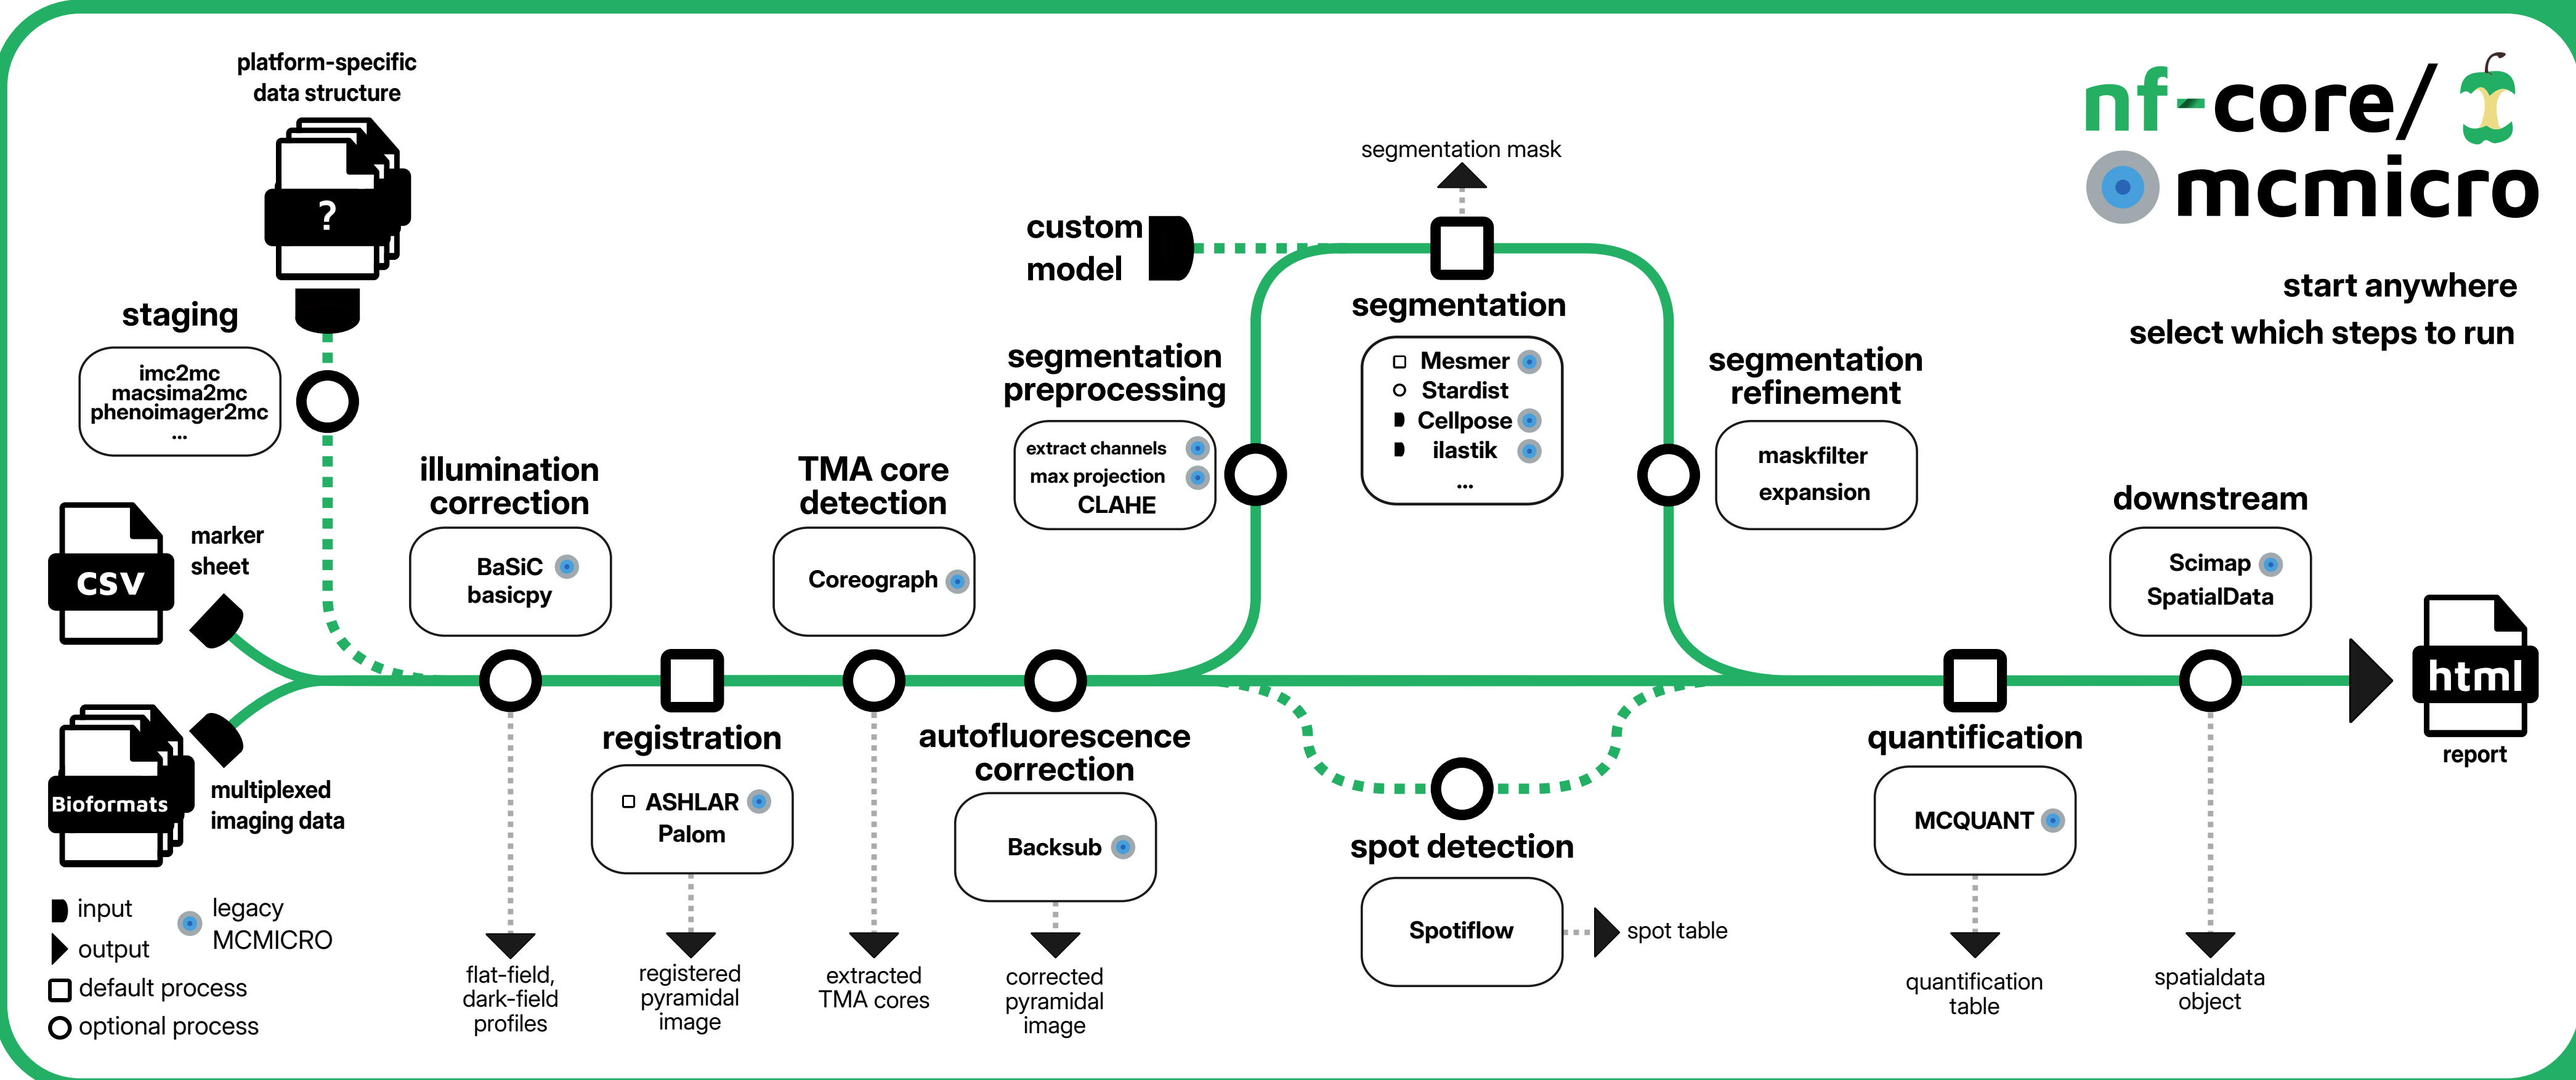 platform-specific
data structure
?
staging
imc2mc
macsima2mc
phenoimager2mc
...
CSV
marker
sheet
Bioformats
multiplexed
imaging data
input
output
default process
optional process
legacy
MCMICRO
illumination
correction
BaSiC
basicpy
flat-field,
dark-field
profiles
registration
ASHLAR
Palom
registered
pyramidal
image
TMA core
detection
Coreograph
extracted
TMA cores
autofluorescence
correction
Backsub
corrected
pyramidal
image
custom
model
segmentation
preprocessing
extract channels
max projection
CLAHE
segmentation mask
segmentation
Mesmer
Stardist
Cellpose
ilastik
...
segmentation
refinement
maskfilter
expansion
spot detection
Spotiflow
spot table
quantification
MCQUANT
quantification
table
downstream
Scimap
SpatialData
spatialdata
object
html
report
nf-core/
mcmicro
start anywhere
select which steps to run